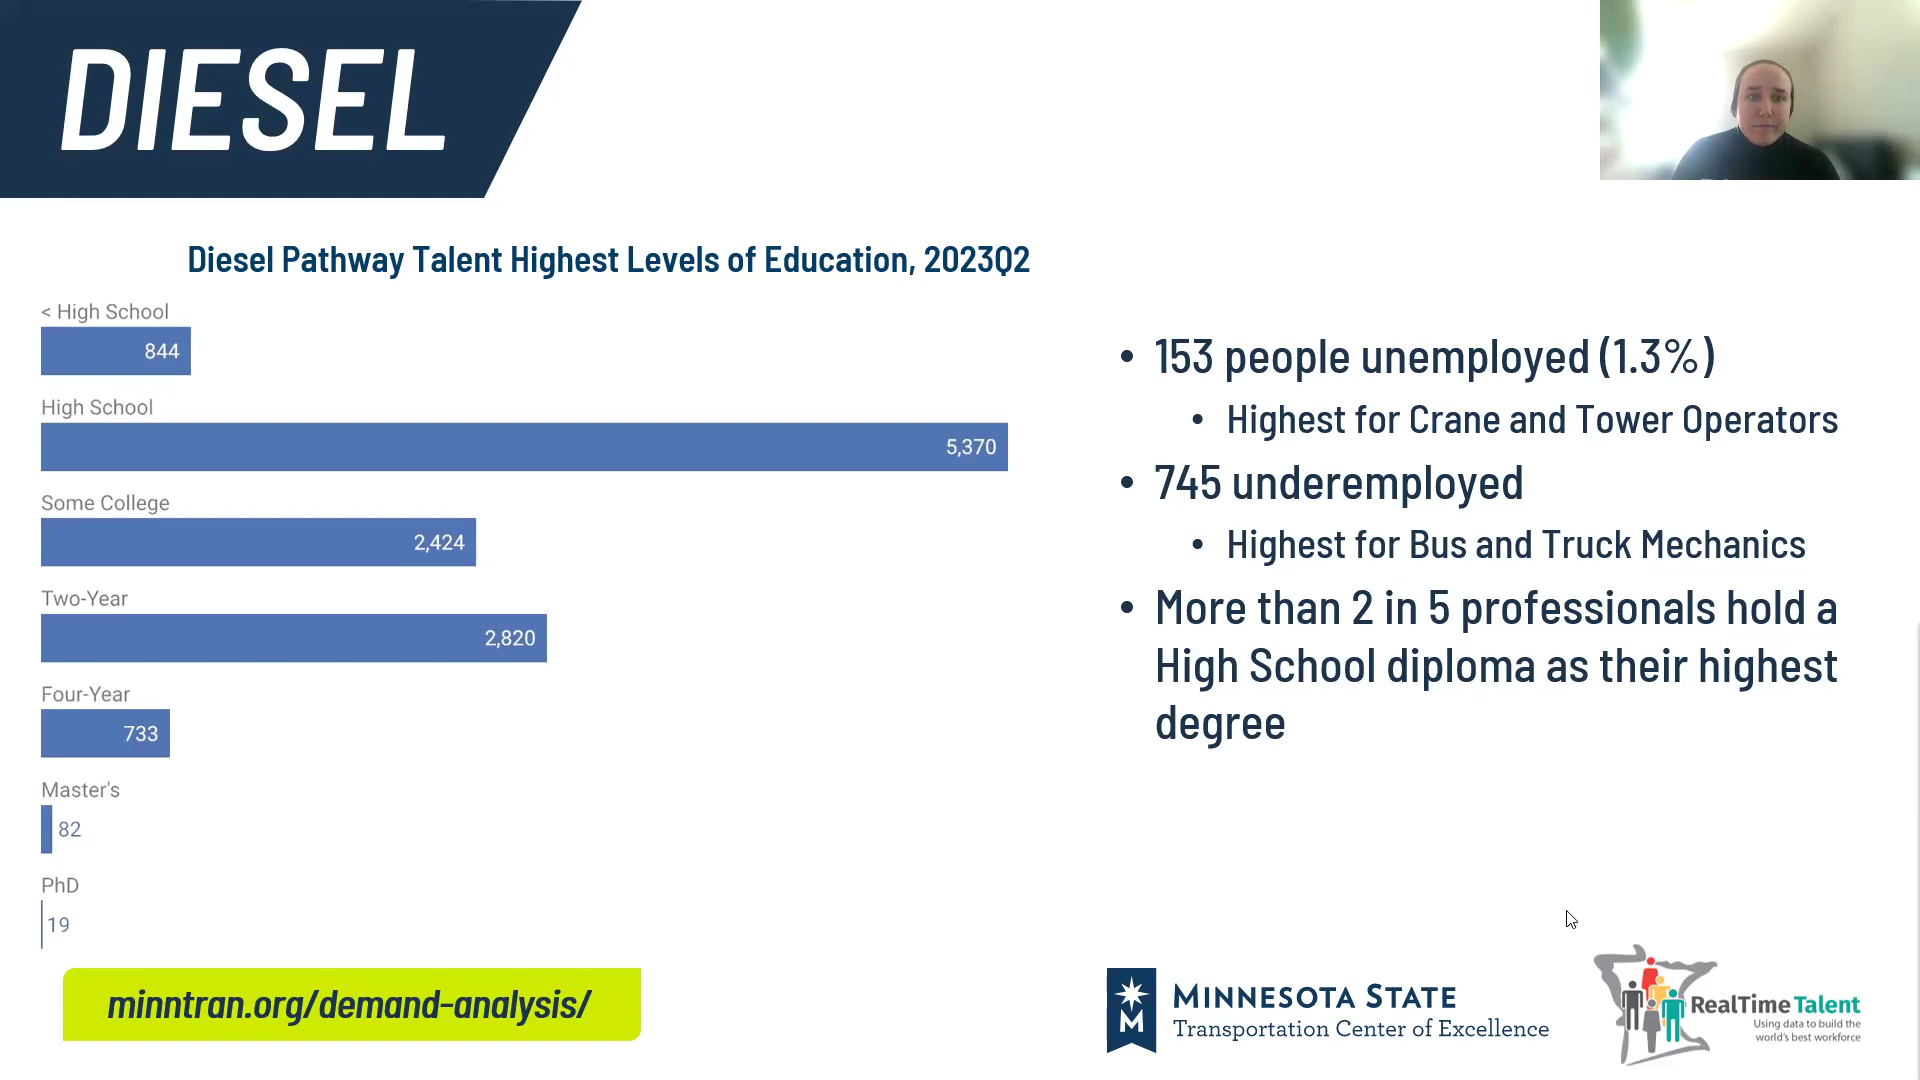 DIESEL
Diesel Pathway Talent Highest Levels of Education, 2023Q2
< High School
844
High School
5,370
Some College
2,424
Two-Year
2,820
Four-Year
733
Master's
82
PhD
19
• 153 people unemployed (1.3%)
• Highest for Crane and Tower Operators
• 745 underemployed
• Highest for Bus and Truck Mechanics
• More than 2 in 5 professionals hold a
High School diploma as their highest
degree
minntran.org/demand-analysis/
M
MINNESOTA STATE
Transportation Center of Excellence
RealTime Talent
Using data to build the
world's best workforce